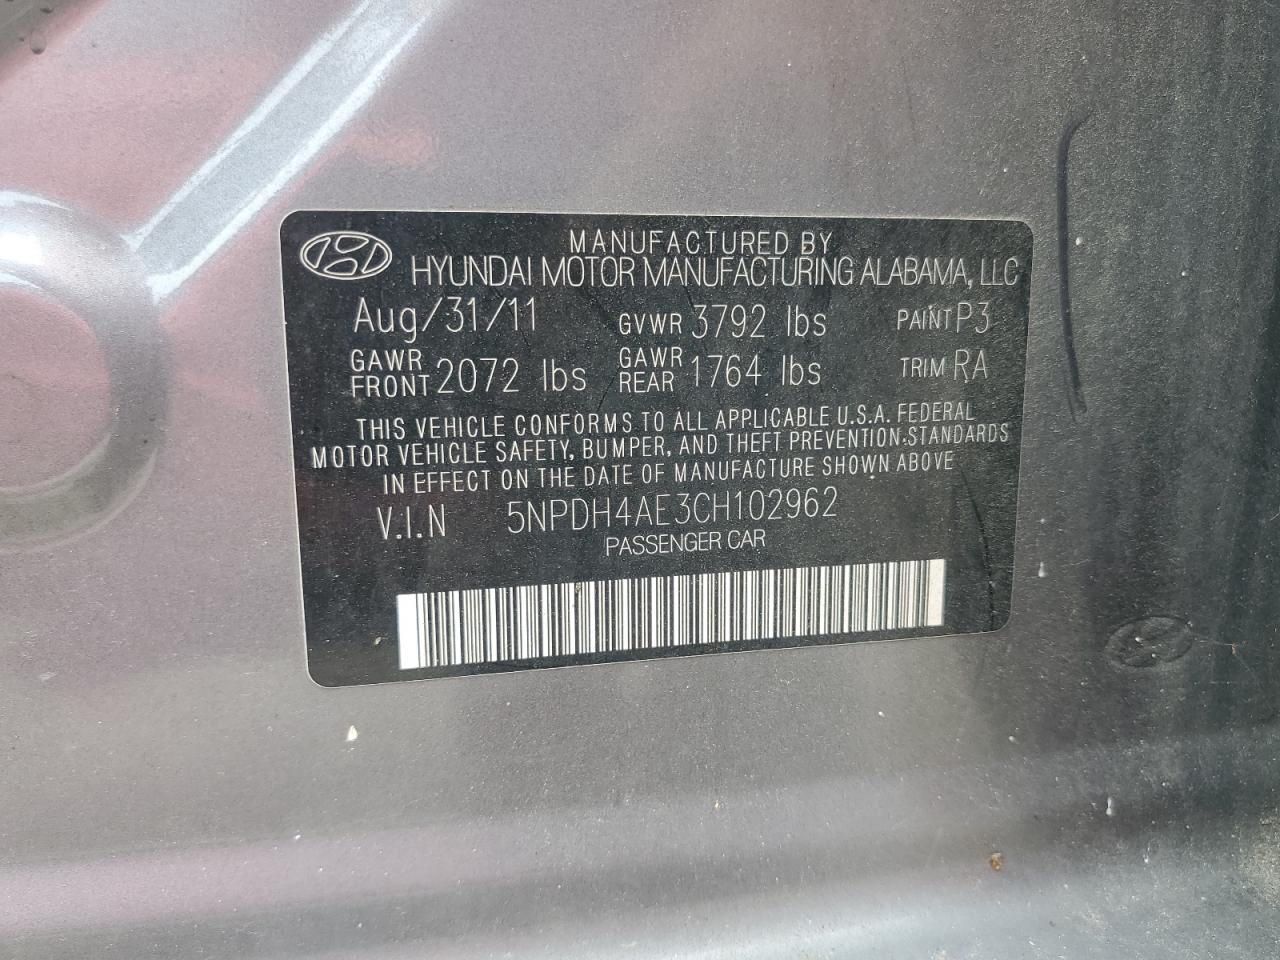 MANUFACTURED BY
HYUNDAI MOTOR MANUFACTURING ALABAMA, LLC
Aug/31/11 GVWR 3792 lbs PAINT P3
GAWR FRONT 2072 lbs GAWR REAR 1764 lbs TRIM RA
THIS VEHICLE CONFORMS TO ALL APPLICABLE U.S.A. FEDERAL
MOTOR VEHICLE SAFETY, BUMPER, AND THEFT PREVENTION STANDARDS
IN EFFECT ON THE DATE OF MANUFACTURE SHOWN ABOVE
V.I.N 5NPDH4AE3CH102962
PASSENGER CAR